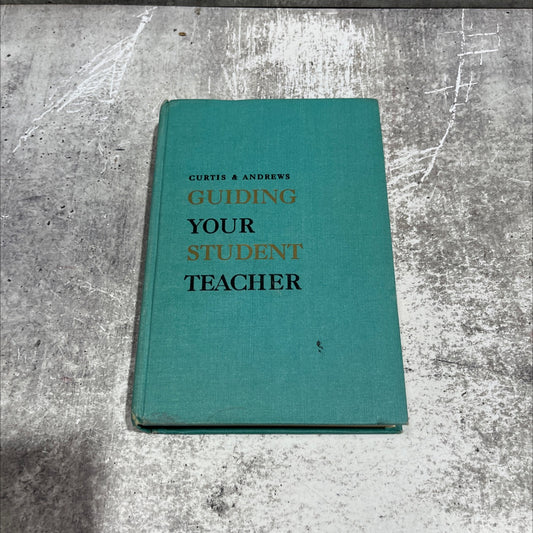 CURTIS & ANDREWS
GUIDING
YOUR
STUDENT
TEACHER